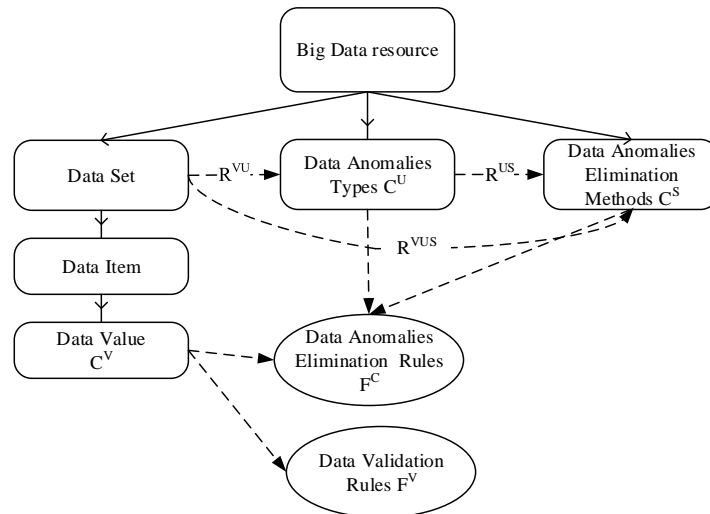 Big Data resource
Data Set
R^VU
Data Anomalies
Types C^U
R^US
Data Anomalies
Elimination
Methods C^S
R^VUS
Data Item
Data Value
C^V
Data Anomalies
Elimination Rules
F^C
Data Validation
Rules F^V